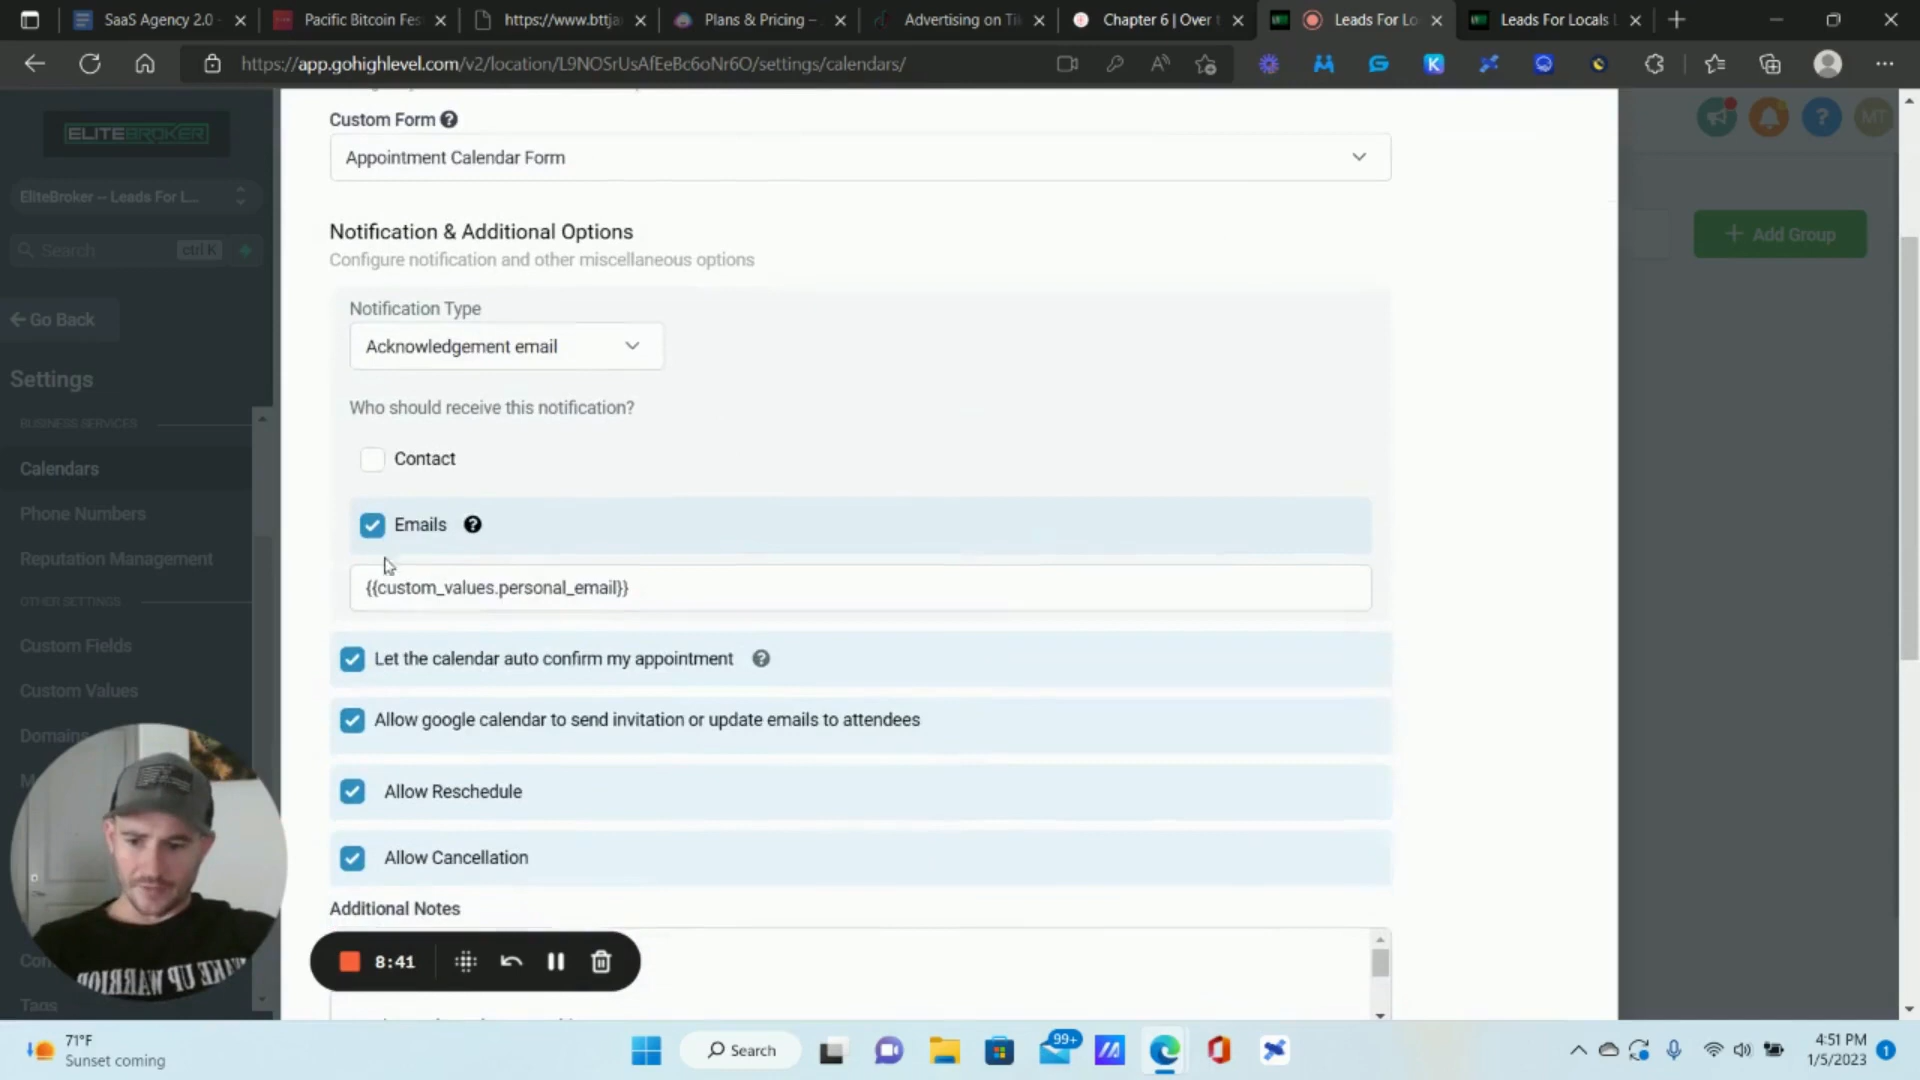 SaaS Agency 2.0 -
Pacific Bitcoin Fes
https://www.bttja
Plans & Pricing –
Advertising on Ti
Chapter 6 | Over
Leads For Lo
Leads For Locals
https://app.gohighlevel.com/v2/location/L9NOSrUsAfEeBc6oNr6O/settings/calendars/
ELITEBROKER
EliteBroker -- Leads For L...
Search
ctrl K
Go Back
Settings
BUSINESS SERVICES
Calendars
Phone Numbers
Reputation Management
OTHER SETTINGS
Custom Fields
Custom Values
Domains
Tags
MT
+ Add Group
Custom Form
Appointment Calendar Form
Notification & Additional Options
Configure notification and other miscellaneous options
Notification Type
Acknowledgement email
Who should receive this notification?
Contact
Emails
{{custom_values.personal_email}}
Let the calendar auto confirm my appointment
Allow google calendar to send invitation or update emails to attendees
Allow Reschedule
Allow Cancellation
Additional Notes
8:41
WAKE UP WARRIOR
71°F
Sunset coming
Search
99+
4:51 PM
1/5/2023
1